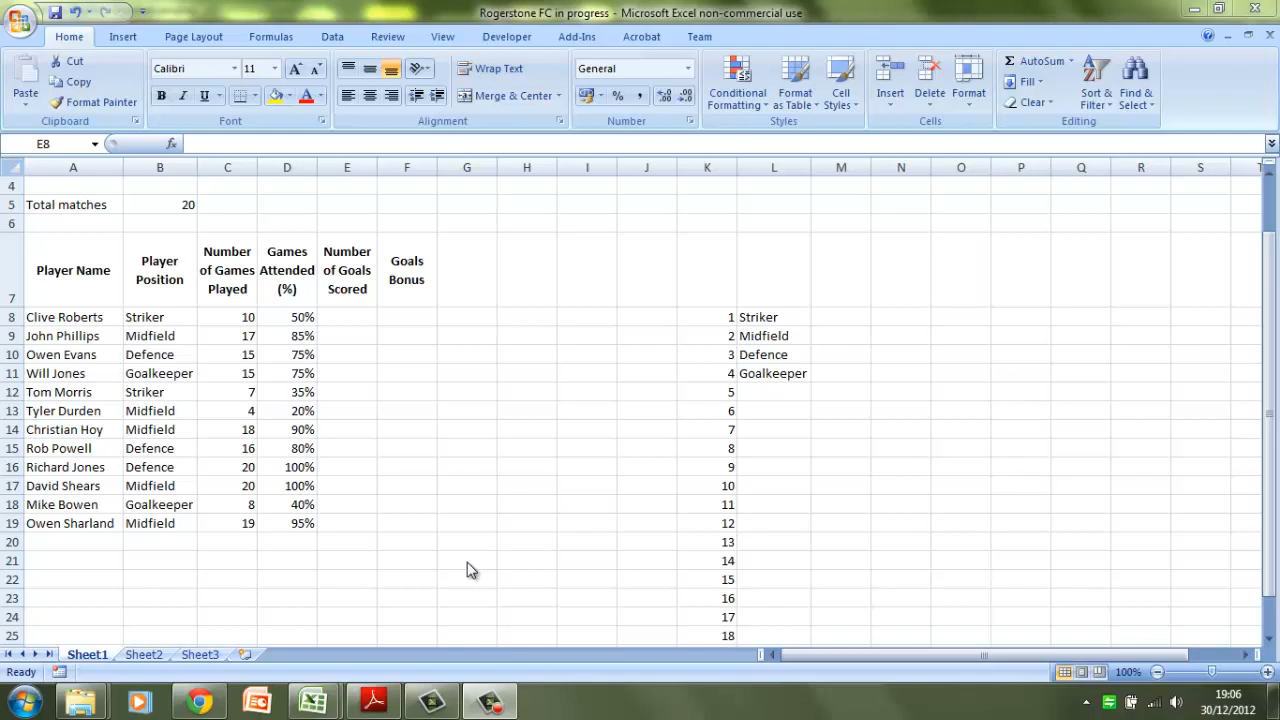 Rogerstone FC in progress - Microsoft Excel non-commercial use
Home Insert Page Layout Formulas Data Review View Developer Add-Ins Acrobat Team
Paste
Cut
Copy
Format Painter
Clipboard
Calibri 11
B I U
Font
Wrap Text
Merge & Center
Alignment
General
%
Number
Conditional Formatting
Format as Table
Cell Styles
Styles
Insert Delete Format
Cells
Σ AutoSum
Fill
Clear
Sort & Filter
Find & Select
Editing
E8 fx
A B C D E F G H I J K L M N O P Q R S T
4
5 Total matches 20
6
7 Player Name Player Position Number of Games Played Games Attended (%) Number of Goals Scored Goals Bonus
8 Clive Roberts Striker 10 50% 1 Striker
9 John Phillips Midfield 17 85% 2 Midfield
10 Owen Evans Defence 15 75% 3 Defence
11 Will Jones Goalkeeper 15 75% 4 Goalkeeper
12 Tom Morris Striker 7 35% 5
13 Tyler Durden Midfield 4 20% 6
14 Christian Hoy Midfield 18 90% 7
15 Rob Powell Defence 16 80% 8
16 Richard Jones Defence 20 100% 9
17 David Shears Midfield 20 100% 10
18 Mike Bowen Goalkeeper 8 40% 11
19 Owen Sharland Midfield 19 95% 12
20 13
21 14
22 15
23 16
24 17
25 18
Sheet1 Sheet2 Sheet3
Ready 100%
19:06
30/12/2012